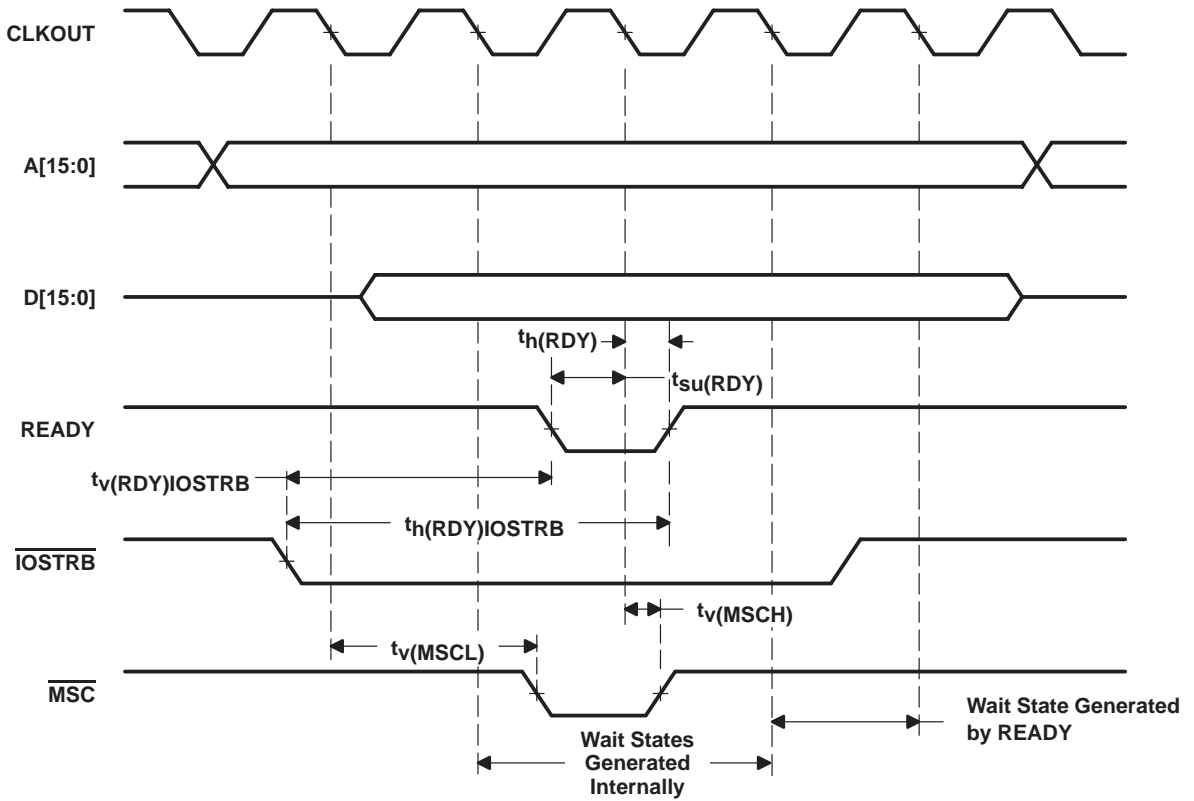 CLKOUT
A[15:0]
D[15:0]
th(RDY)
tsu(RDY)
READY
tv(RDY)IOSTRB
th(RDY)IOSTRB
IOSTRB
tv(MSCH)
tv(MSCL)
MSC
Wait State Generated
by READY
Wait States
Generated
Internally